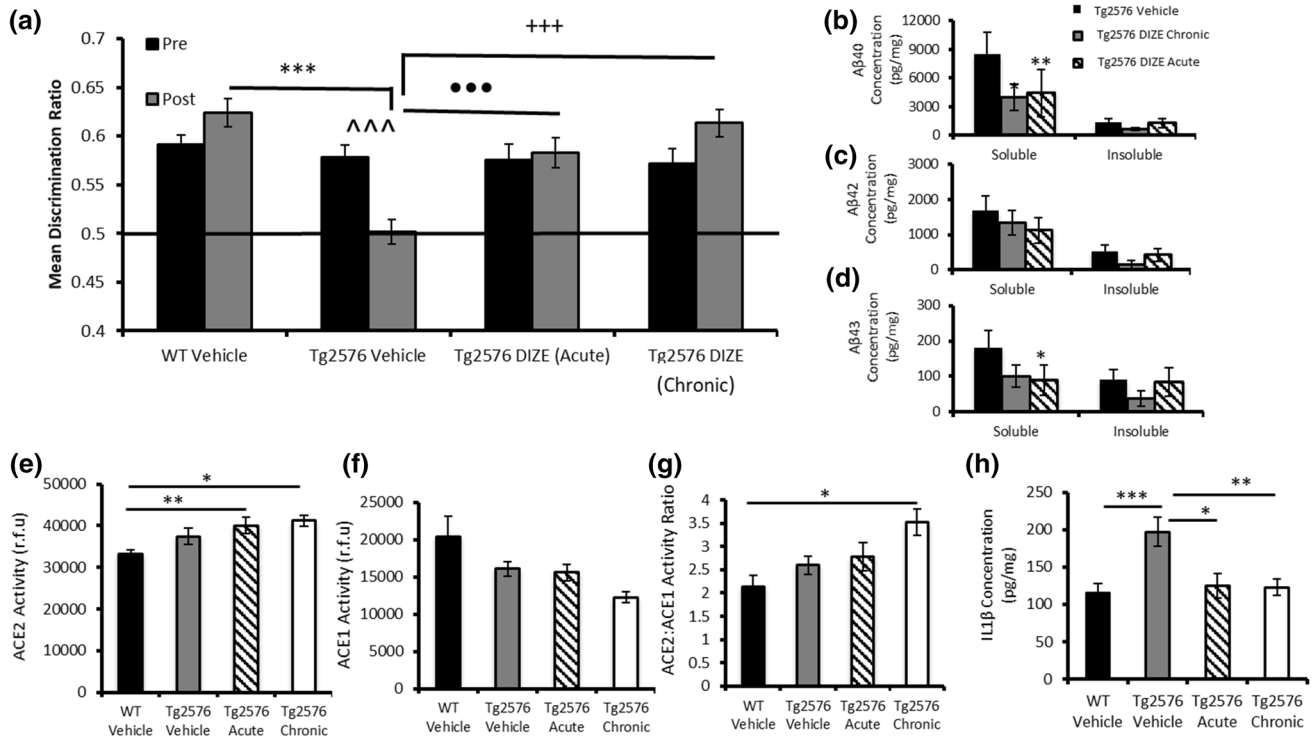 (a)
0.7
0.65
0.6
0.55
0.5
0.45
0.4
Mean Discrimination Ratio
Pre
Post
***
^^^
●●●
+++
WT Vehicle
Tg2576 Vehicle
Tg2576 DIZE (Acute)
Tg2576 DIZE
(Chronic)
(b)
Tg2576 Vehicle
Tg2576 DIZE Chronic
Tg2576 DIZE Acute
Aβ40
Concentration
(pg/mg)
12000
9000
6000
3000
0
*
**
Soluble
Insoluble
(c)
Aβ42
Concentration
(pg/mg)
3000
2000
1000
0
Soluble
Insoluble
(d)
Aβ43
Concentration
(pg/mg)
300
200
100
0
*
Soluble
Insoluble
(e)
ACE2 Activity (r.f.u)
50000
40000
30000
20000
10000
0
*
**
WT
Vehicle
Tg2576
Vehicle
Tg2576
Acute
Tg2576
Chronic
(f)
ACE1 Activity (r.f.u)
25000
20000
15000
10000
5000
0
WT
Vehicle
Tg2576
Vehicle
Tg2576
Acute
Tg2576
Chronic
(g)
ACE2:ACE1 Activity Ratio
4
3.5
3
2.5
2
1.5
1
0.5
0
*
WT
Vehicle
Tg2576
Vehicle
Tg2576
Acute
Tg2576
Chronic
(h)
IL1β Concentration
(pg/mg)
250
200
150
100
50
0
***
**
*
WT
Vehicle
Tg2576
Vehicle
Tg2576
Acute
Tg2576
Chronic